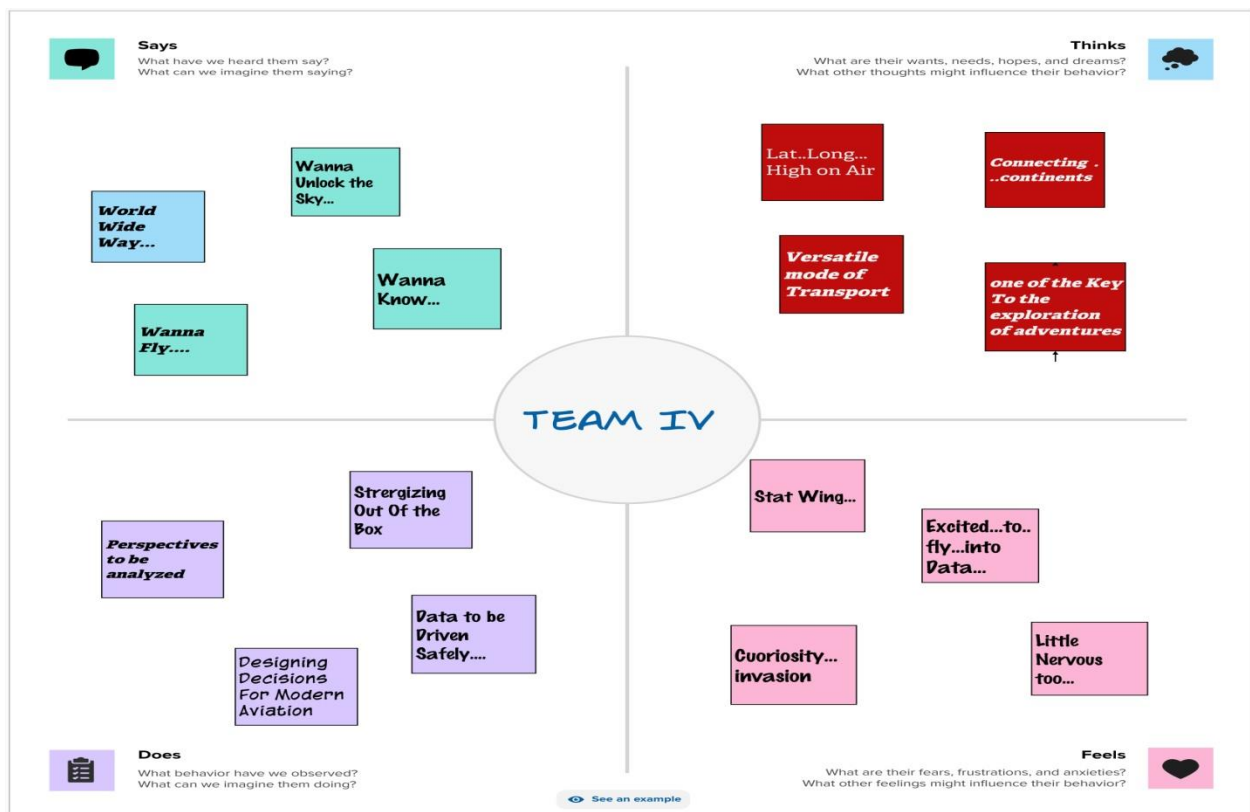 Says
What have we heard them say?
What can we imagine them saying?
Thinks
What are their wants, needs, hopes, and dreams?
What other thoughts might influence their behavior?
Wanna
Unlock the
Sky...
World
Wide
Way...
Wanna
Know...
Wanna
Fly....
Lat..Long...
High on Air
Connecting .
..continents
Versatile
mode of
Transport
one of the Key
To the
exploration
of adventures
TEAM IV
Strergizing
Out Of the
Box
Perspectives
to be
analyzed
Data to be
Driven
Safely....
Designing
Decisions
For Modern
Aviation
Stat Wing...
Excited...to..
fly...into
Data...
Cuoriosity...
invasion
Little
Nervous
too...
Does
What behavior have we observed?
What can we imagine them doing?
Feels
What are their fears, frustrations, and anxieties?
What other feelings might influence their behavior?
See an example